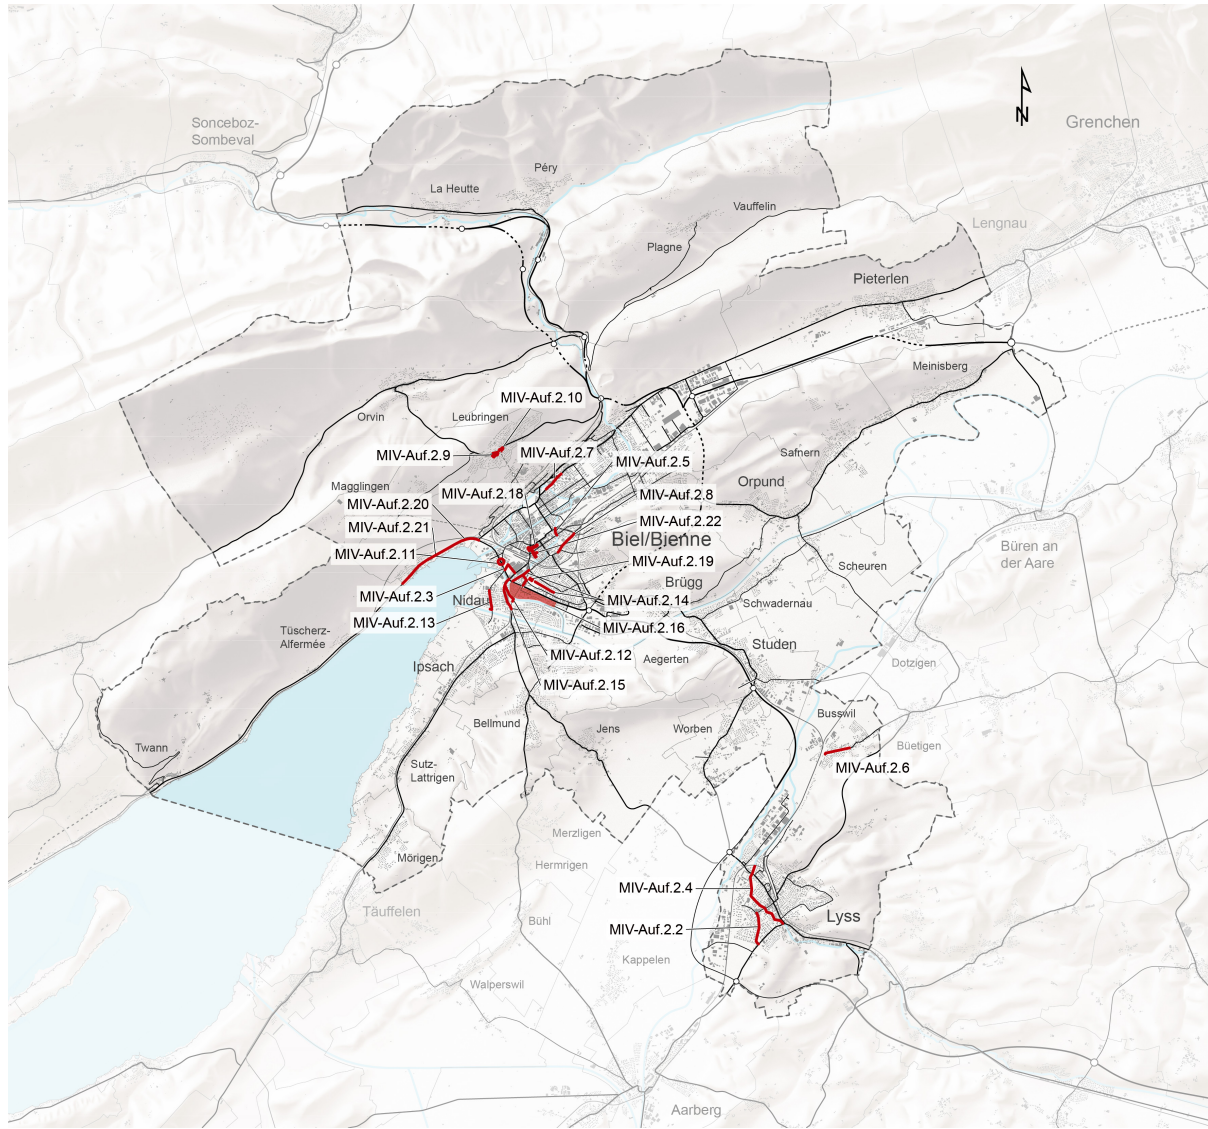 Sonceboz-
Sombeval
N
Grenchen
Péry
La Heutte
Vauffelin
Lengnau
Plagne
Pieterlen
Meinisberg
MIV-Auf.2.10
Orvin
Leubringen
MIV-Auf.2.9
MIV-Auf.2.7
MIV-Auf.2.5
Safnern
Magglingen
MIV-Auf.2.18
MIV-Auf.2.8
Orpund
MIV-Auf.2.20
MIV-Auf.2.21
MIV-Auf.2.22
Biel/Bienne
Büren an
der Aare
MIV-Auf.2.11
MIV-Auf.2.19
Scheuren
Brügg
MIV-Auf.2.3
Nidau
MIV-Auf.2.14
Schwadernau
MIV-Auf.2.13
MIV-Auf.2.16
Tüscherz-
Alfermée
Studen
MIV-Auf.2.12
Aegerten
Dotzigen
Ipsach
MIV-Auf.2.15
Busswil
Bellmund
Jens
Worben
Büetigen
Twann
Sutz-
Lattrigen
MIV-Auf.2.6
Merzligen
Mörigen
Hermrigen
MIV-Auf.2.4
Täuffelen
Lyss
Bühl
MIV-Auf.2.2
Kappelen
Walperswil
Aarberg